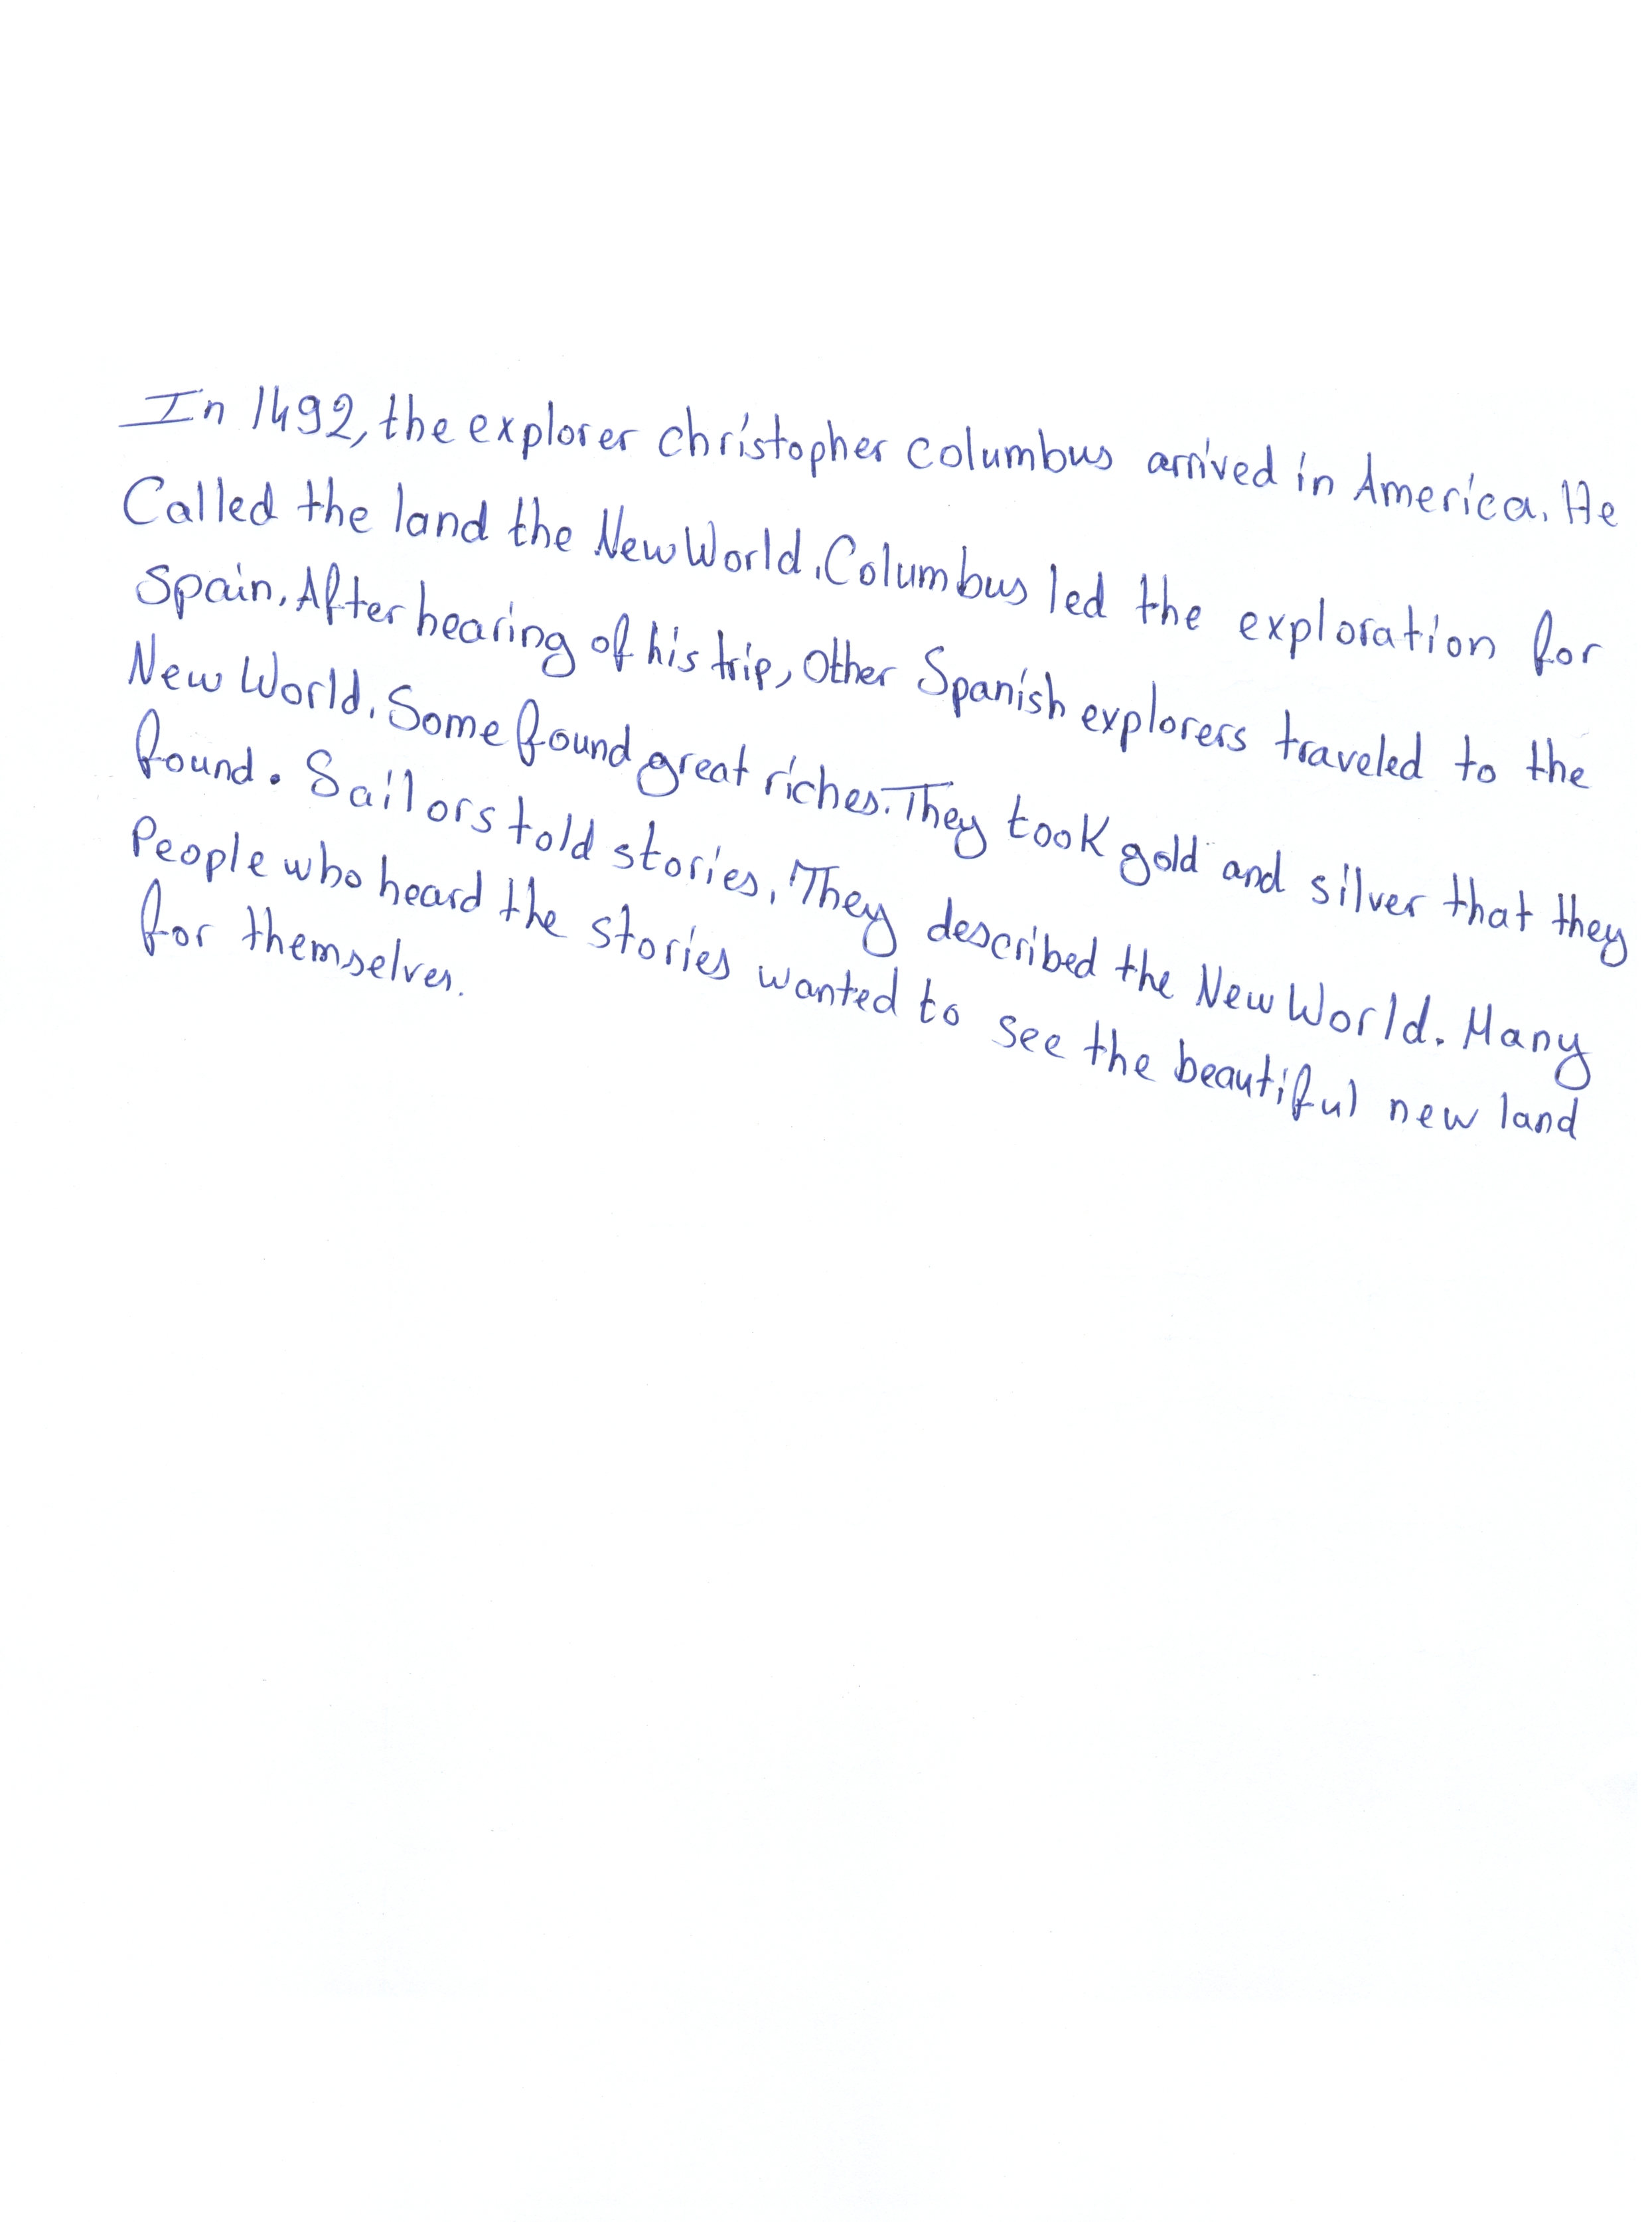 In 1492, the explorer christopher columbus arrived in America. He
Called the land the New World. Columbus led the exploration for
Spain. After hearing of his trip, Other Spanish explorers traveled to the
New World. Some found great riches. They took gold and silver that they
found. Sailors told stories. They described the New World. Many
People who heard the stories wanted to see the beautiful new land
for themselves.